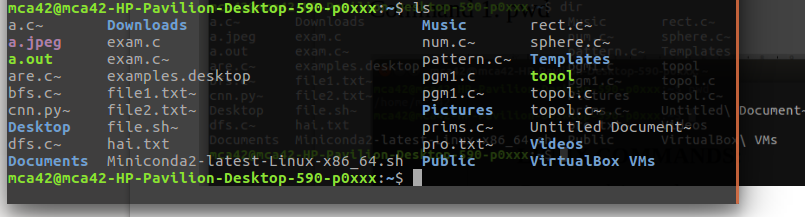 mca42@mca42-HP-Pavilion-Desktop-590-p0xxx:~$ ls
a.c~ Downloads Music rect.c~
a.jpeg exam.c num.c~ sphere.c~
a.out exam.c~ pattern.c~ Templates
are.c~ examples.desktop pgm1.c topol
bfs.c~ file1.txt~ pgm1.c~ topol.c
cnn.py~ file2.txt~ Pictures topol.c~
Desktop file.sh~ prims.c~ Untitled Document~
dfs.c~ hai.txt pro.txt~ Videos
Documents Miniconda2-latest-Linux-x86_64.sh Public VirtualBox VMs
mca42@mca42-HP-Pavilion-Desktop-590-p0xxx:~$